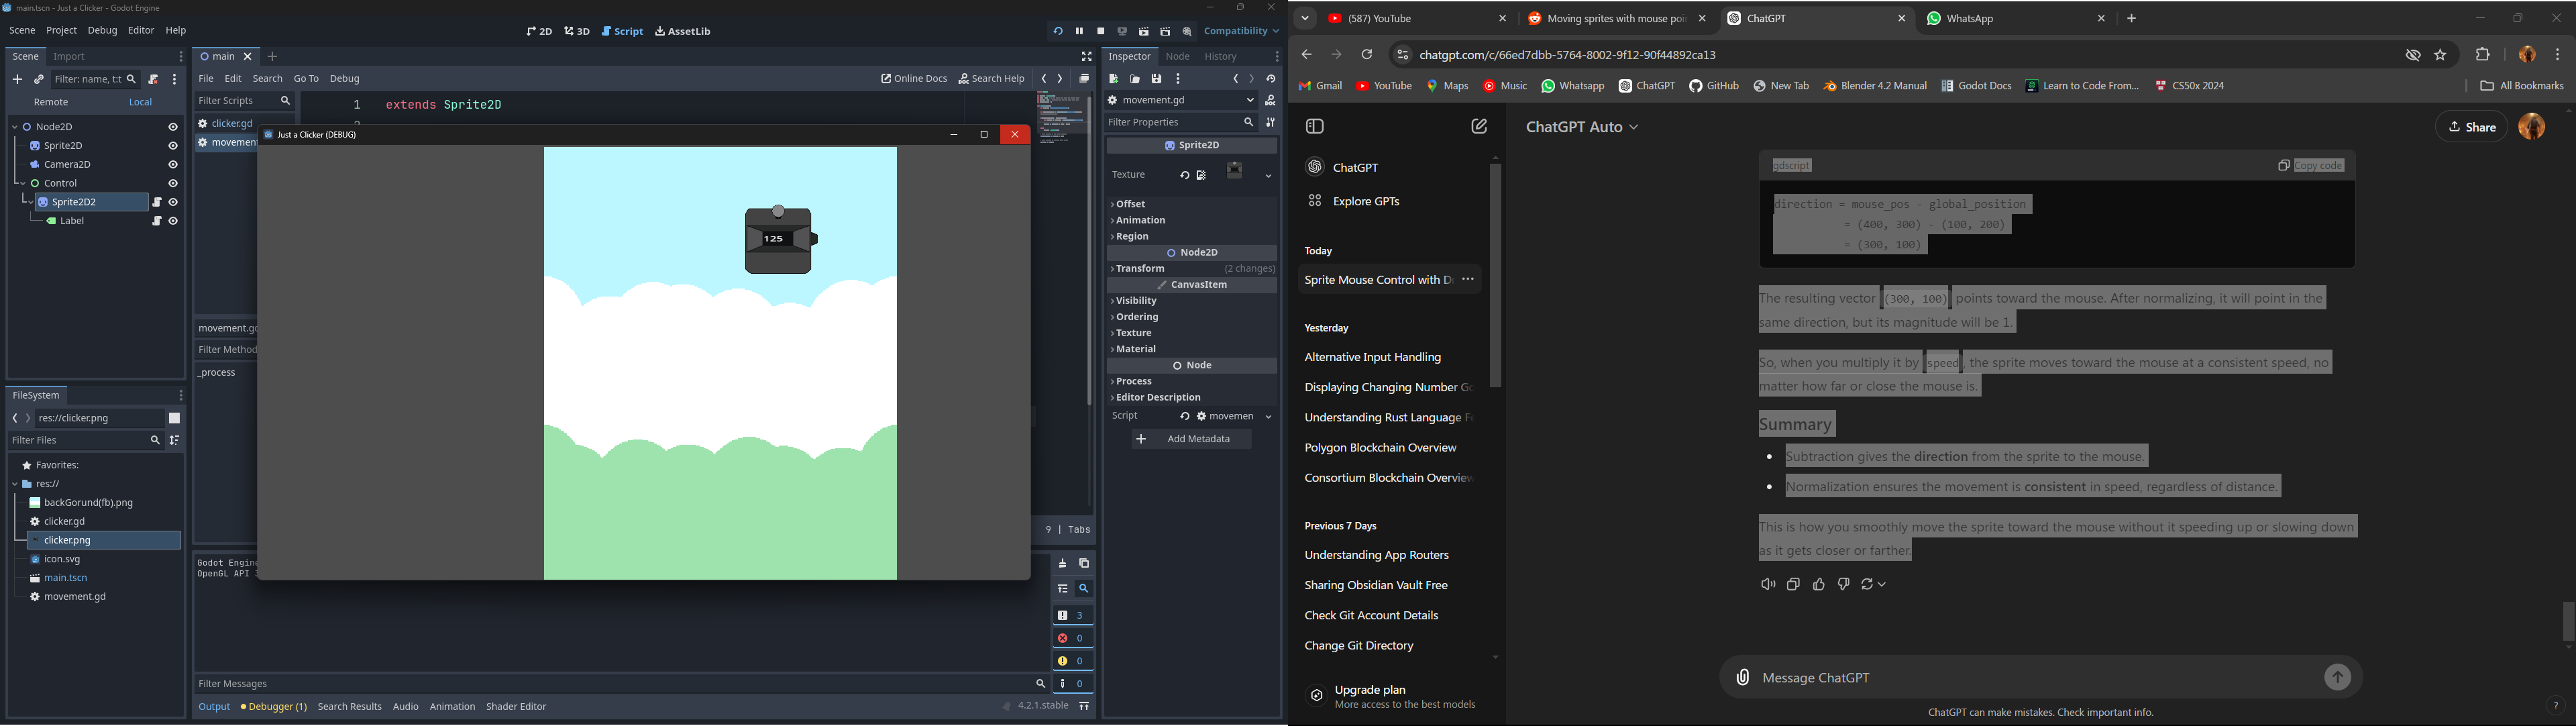 main.tscn - Just a Clicker - Godot Engine
Scene Project Debug Editor Help
2D 3D Script AssetLib
Compatibility
Scene Import
Filter: name, t:t
Remote Local
Node2D
Sprite2D
Camera2D
Control
Sprite2D2
Label
FileSystem
res://clicker.png
Filter Files
Favorites:
res://
backGorund(fb).png
clicker.gd
clicker.png
icon.svg
main.tscn
movement.gd
main
File Edit Search Go To Debug
Online Docs Search Help
Filter Scripts
clicker.gd
movement
1 extends Sprite2D
Just a Clicker (DEBUG)
125
movement.gd
Filter Method
_process
9 | Tabs
Godot Engine
OpenGL API 3
3
0
0
0
Filter Messages
Output Debugger (1) Search Results Audio Animation Shader Editor
4.2.1.stable
Inspector Node History
movement.gd
Filter Properties
Sprite2D
Texture
Offset
Animation
Region
Node2D
Transform (2 changes)
CanvasItem
Visibility
Ordering
Texture
Material
Node
Process
Editor Description
Script movemen
Add Metadata
(587) YouTube
Moving sprites with mouse poi
ChatGPT
WhatsApp
chatgpt.com/c/66ed7dbb-5764-8002-9f12-90f44892ca13
Gmail YouTube Maps Music Whatsapp ChatGPT GitHub New Tab Blender 4.2 Manual Godot Docs Learn to Code From... CS50x 2024 All Bookmarks
ChatGPT
Explore GPTs
Today
Sprite Mouse Control with D
Yesterday
Alternative Input Handling
Displaying Changing Number Go
Understanding Rust Language Fe
Polygon Blockchain Overview
Consortium Blockchain Overview
Previous 7 Days
Understanding App Routers
Sharing Obsidian Vault Free
Check Git Account Details
Change Git Directory
Upgrade plan
More access to the best models
ChatGPT Auto
Share
gdscript Copy code
direction = mouse_pos - global_position
= (400, 300) - (100, 200)
= (300, 100)
The resulting vector (300, 100) points toward the mouse. After normalizing, it will point in the
same direction, but its magnitude will be 1.
So, when you multiply it by speed, the sprite moves toward the mouse at a consistent speed, no
matter how far or close the mouse is.
Summary
• Subtraction gives the direction from the sprite to the mouse.
• Normalization ensures the movement is consistent in speed, regardless of distance.
This is how you smoothly move the sprite toward the mouse without it speeding up or slowing down
as it gets closer or farther.
Message ChatGPT
ChatGPT can make mistakes. Check important info.
?